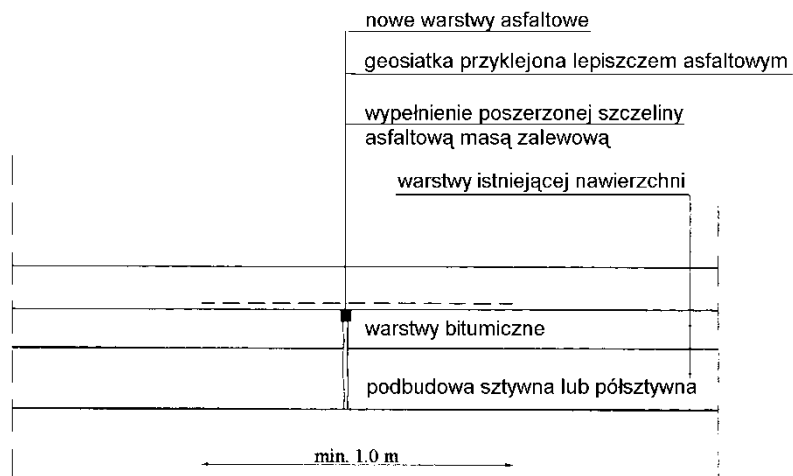 nowe warstwy asfaltowe
geosiatka przyklejona lepiszczem asfaltowym
wypełnienie poszerzonej szczeliny
asfaltową masą zalewową
warstwy istniejącej nawierzchni
warstwy bitumiczne
podbudowa sztywna lub półsztywna
min. 1.0 m